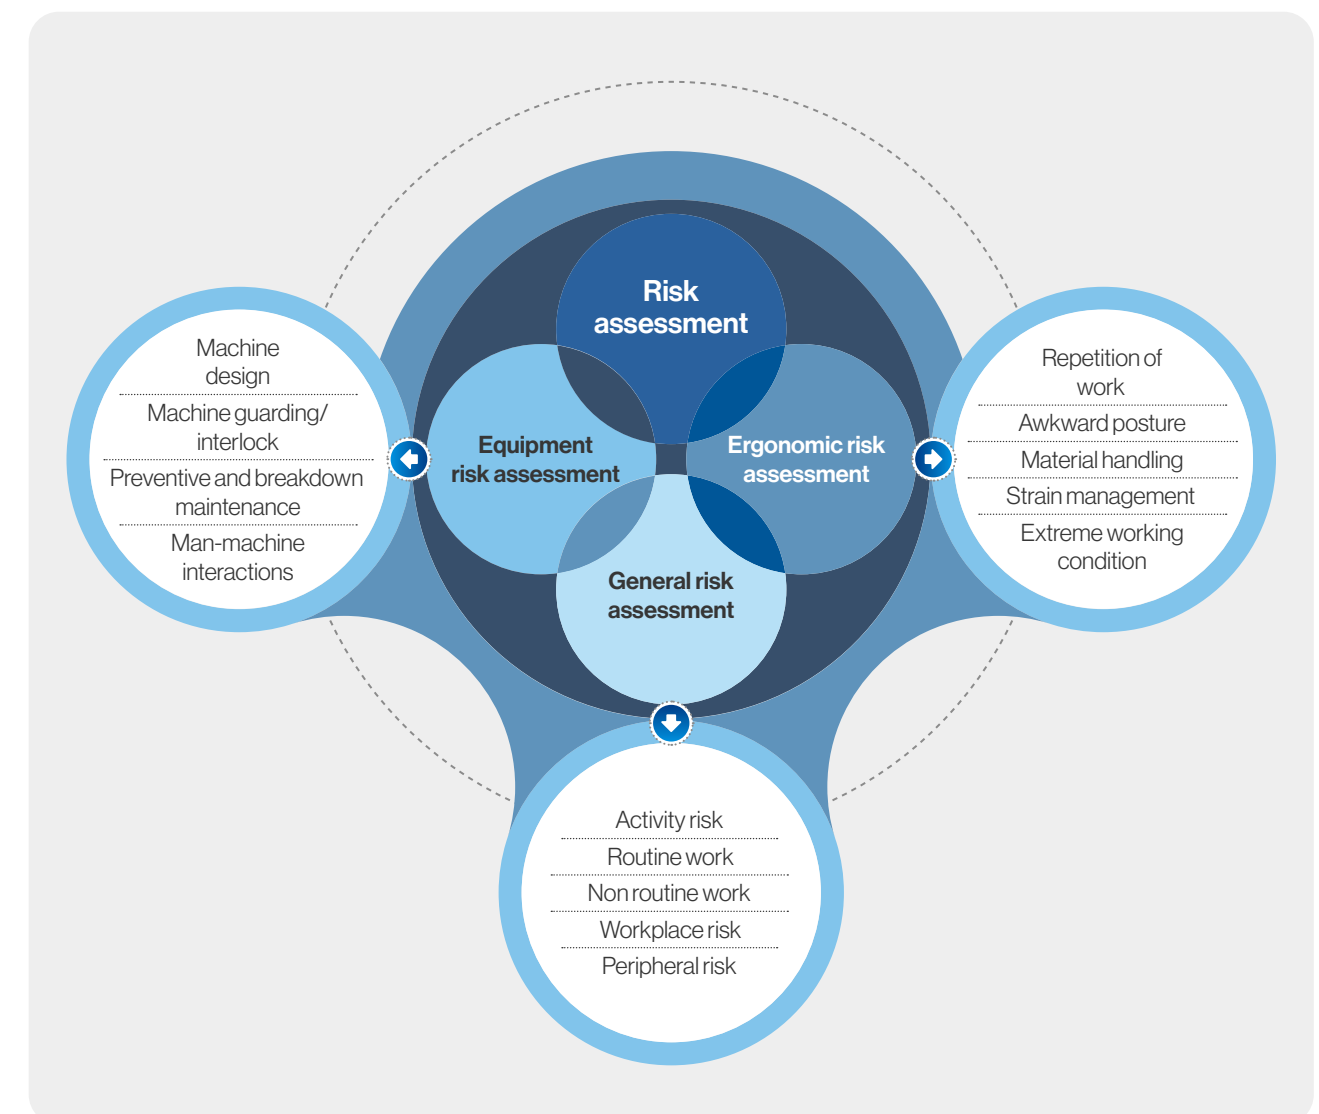 Risk
assessment
Equipment
risk assessment
Ergonomic risk
assessment
General risk
assessment
Machine
design
Machine guarding/
interlock
Preventive and breakdown
maintenance
Man-machine
interactions
Repetition of
work
Awkward posture
Material handling
Strain management
Extreme working
condition
Activity risk
Routine work
Non routine work
Workplace risk
Peripheral risk